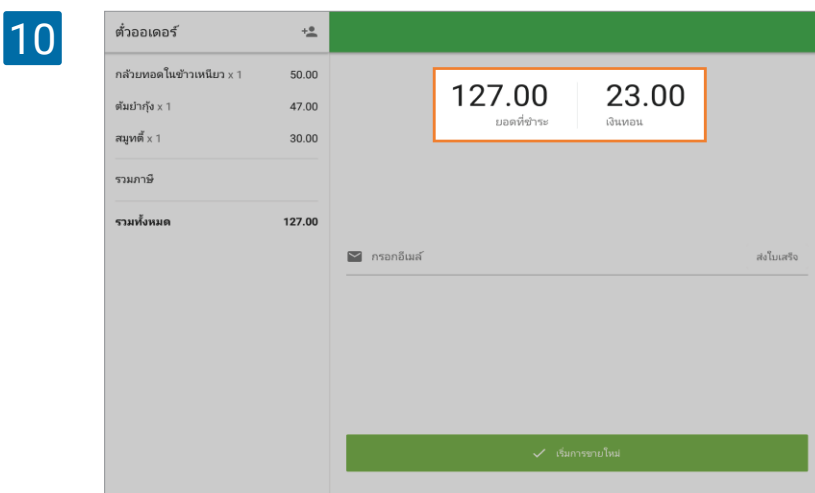 10
ตั๋วออเดอร์
กล้วยทอดในข้าวเหนียว x 1 50.00
ต้มยำกุ้ง x 1 47.00
สมูทตี้ x 1 30.00
รวมภาษี
รวมทั้งหมด 127.00
127.00 23.00
ยอดที่ชำระ เงินทอน
กรอกอีเมล์ ส่งใบเสร็จ
เริ่มการขายใหม่